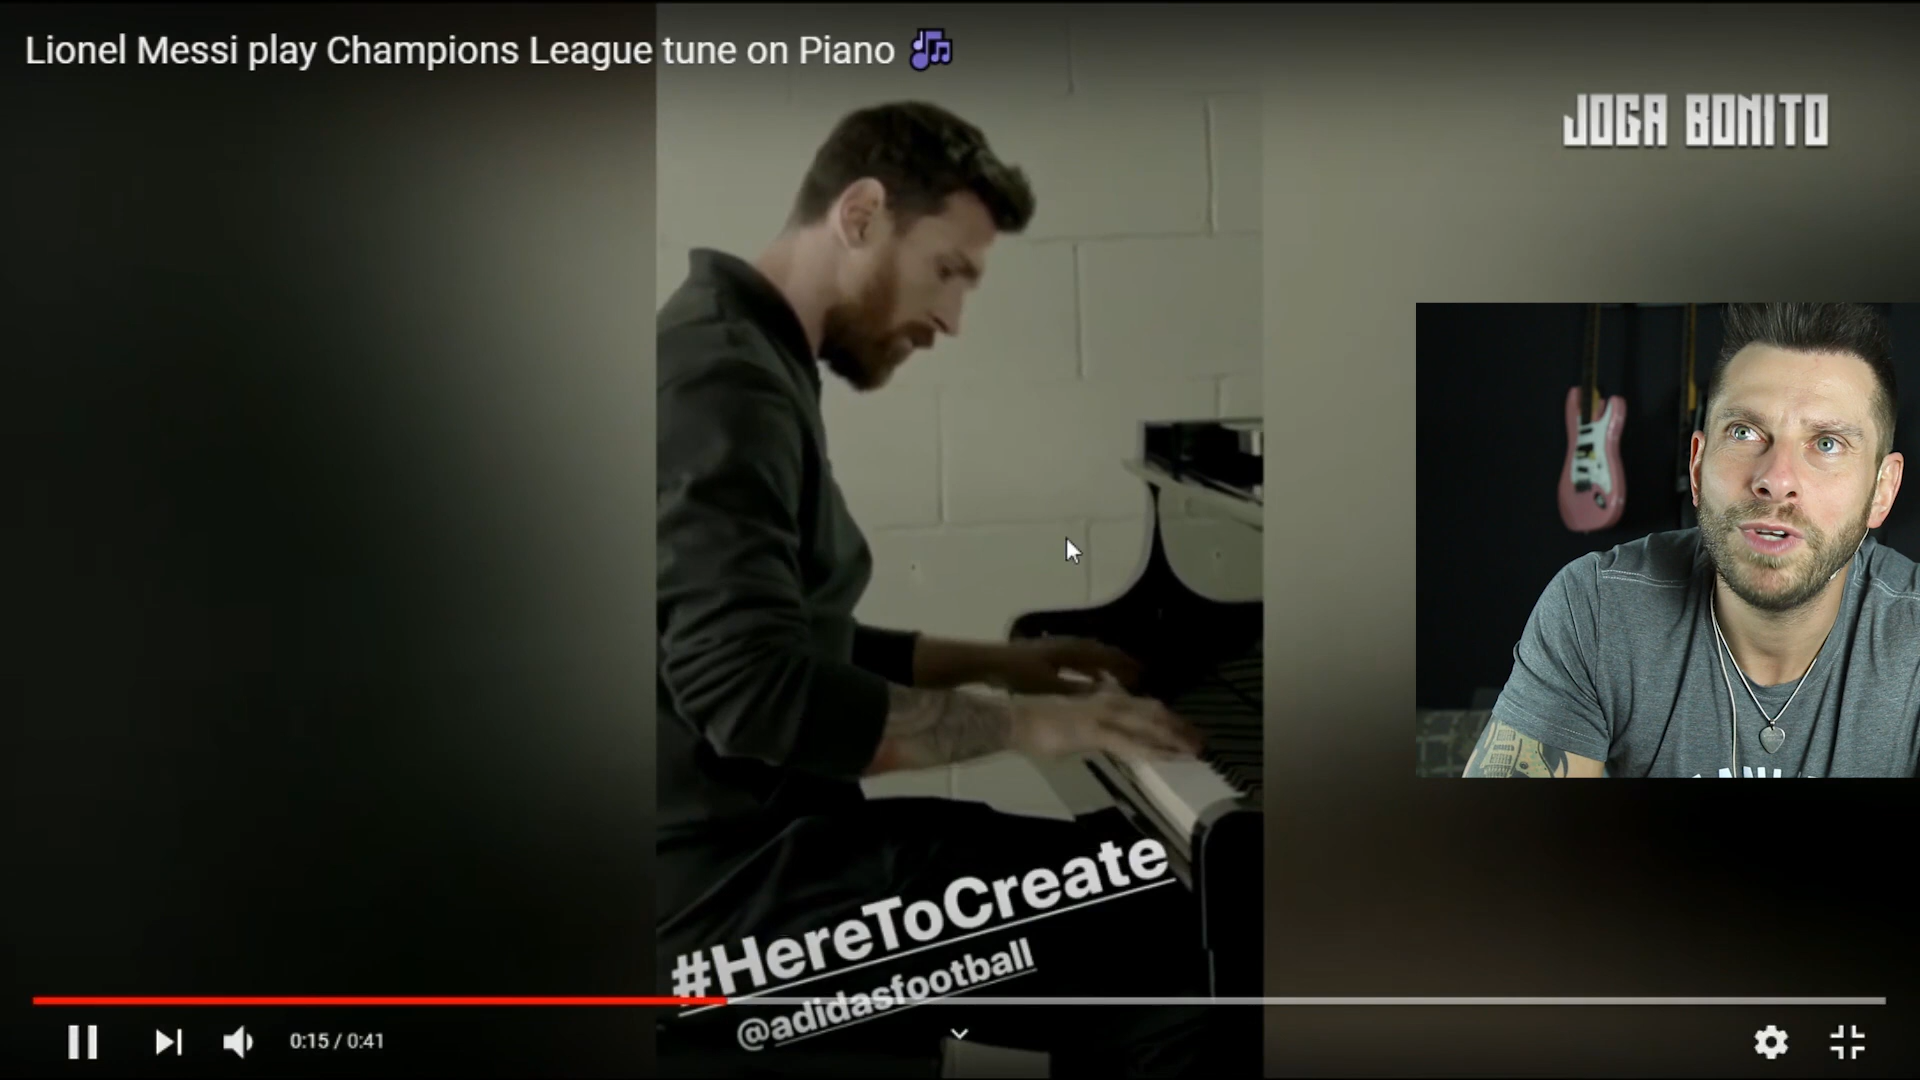 Lionel Messi play Champions League tune on Piano 🎶
JOGA BONITO
#HereToCreate
@adidasfootball
0:15 / 0:41